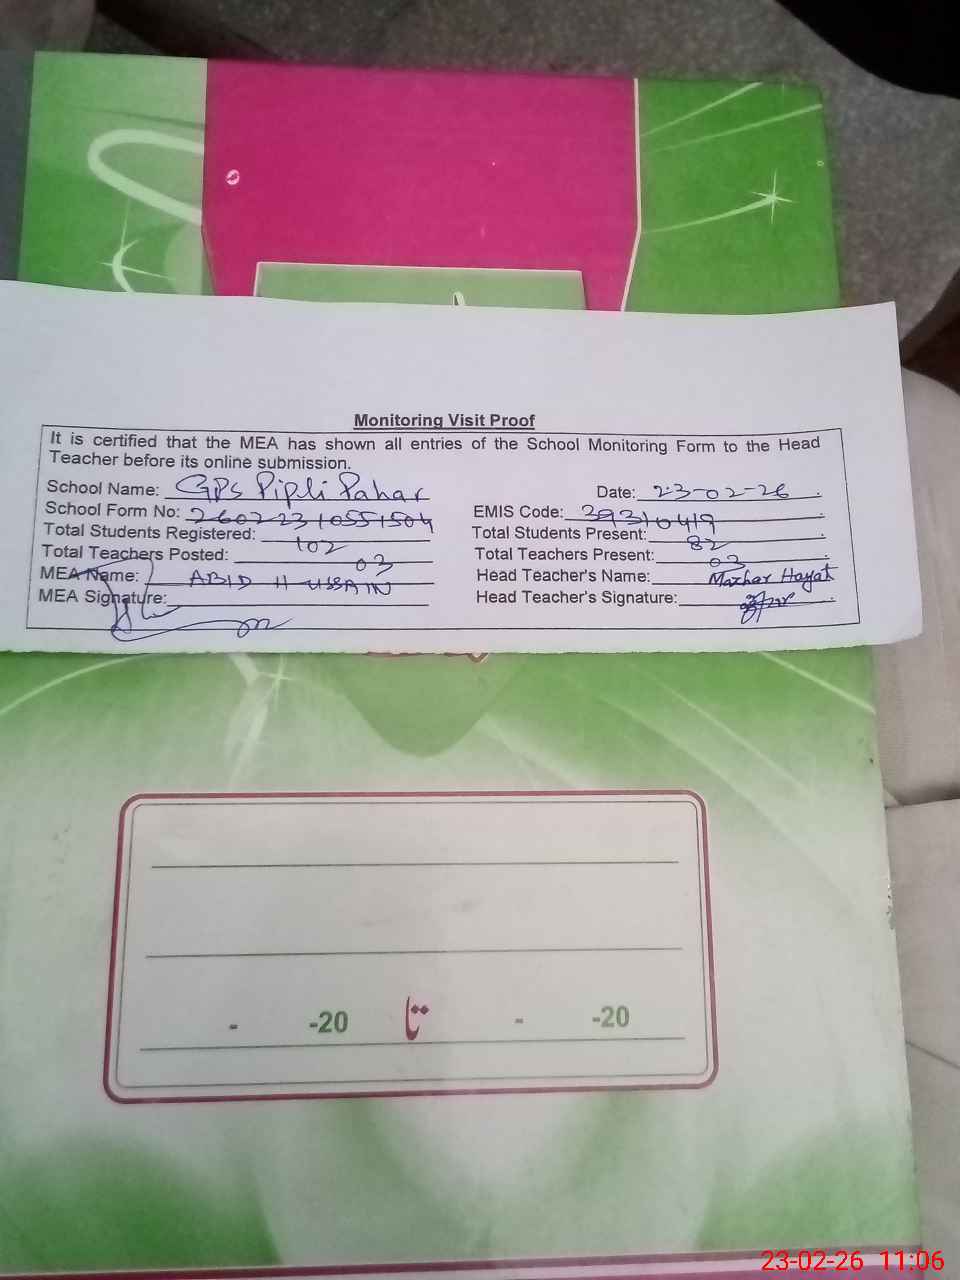 Monitoring Visit Proof
It is certified that the MEA has shown all entries of the School Monitoring Form to the Head
Teacher before its online submission.
School Name: GPS Pipli Pahar Date: 23-02-26
School Form No: 26022310551504 EMIS Code: 39310419
Total Students Registered: 102 Total Students Present: 82
Total Teachers Posted: 03 Total Teachers Present: 03
MEA Name: ABID HUSSAIN Head Teacher's Name: Mazhar Hayat
MEA Signature: Head Teacher's Signature:
- -20 تا - -20
23-02-26 11:06